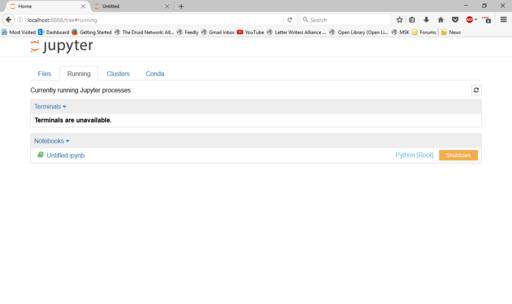 Home
Untitled
localhost:8888/tree#running
Search
Most Visited Dashboard Getting Started The Druid Network: Al... Feedly Gmail Inbox YouTube Letter Writers Alliance ... Open Library (Open Li... MSK Forums News
jupyter
Files Running Clusters Conda
Currently running Jupyter processes
Terminals
Terminals are unavailable.
Notebooks
Untitled.ipynb Python [Root] Shutdown